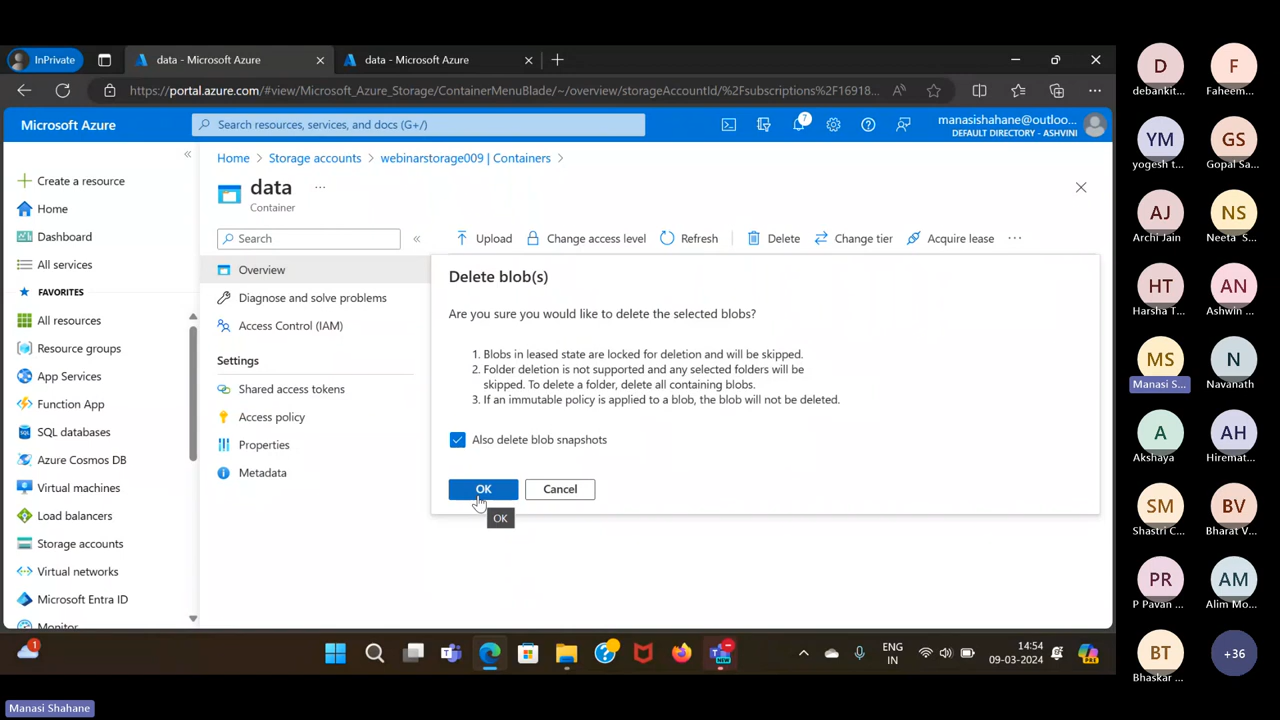 InPrivate
data - Microsoft Azure
data - Microsoft Azure
https://portal.azure.com/#view/Microsoft_Azure_Storage/ContainerMenuBlade/~/overview/storageAccountId/%2Fsubscriptions%2F16918...
Microsoft Azure
Search resources, services, and docs (G+/)
7
manasishahane@outloo...
DEFAULT DIRECTORY - ASHVINI
Create a resource
Home
Dashboard
All services
FAVORITES
All resources
Resource groups
App Services
Function App
SQL databases
Azure Cosmos DB
Virtual machines
Load balancers
Storage accounts
Virtual networks
Microsoft Entra ID
Monitor
Home > Storage accounts > webinarstorage009 | Containers >
data ...
Container
Search
Overview
Diagnose and solve problems
Access Control (IAM)
Settings
Shared access tokens
Access policy
Properties
Metadata
Upload Change access level Refresh Delete Change tier Acquire lease ...
Delete blob(s)
Are you sure you would like to delete the selected blobs?
1. Blobs in leased state are locked for deletion and will be skipped.
2. Folder deletion is not supported and any selected folders will be
skipped. To delete a folder, delete all containing blobs.
3. If an immutable policy is applied to a blob, the blob will not be deleted.
Also delete blob snapshots
OK Cancel
OK
1
NEW
ENG
IN
14:54
09-03-2024
PRE
D
debankit...
F
Faheem...
YM
yogesh t...
GS
Gopal Sa...
AJ
Archi Jain
NS
Neeta S...
HT
Harsha T...
AN
Ashwin ...
MS
Manasi S...
N
Navanath
A
Akshaya
AH
Hiremat...
SM
Shastri C...
BV
Bharat V...
PR
P Pavan ...
AM
Alim Mo...
BT
Bhaskar ...
+36
Manasi Shahane